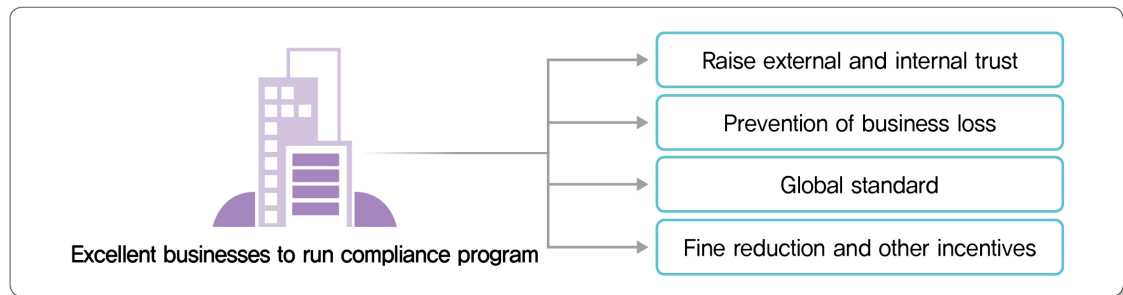 Raise external and internal trust
Prevention of business loss
Global standard
Excellent businesses to run compliance program
Fine reduction and other incentives